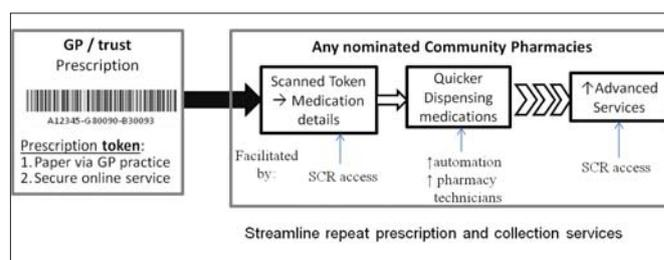 GP / trust
Prescription
A12345-G80090-B30093
Prescription token:
1. Paper via GP practice
2. Secure online service
Any nominated Community Pharmacies
Scanned Token
→ Medication
details
Quicker
Dispensing
medications
↑Advanced
Services
Facilitated
by:
SCR access
↑automation
↑ pharmacy
technicians
SCR access
Streamline repeat prescription and collection services